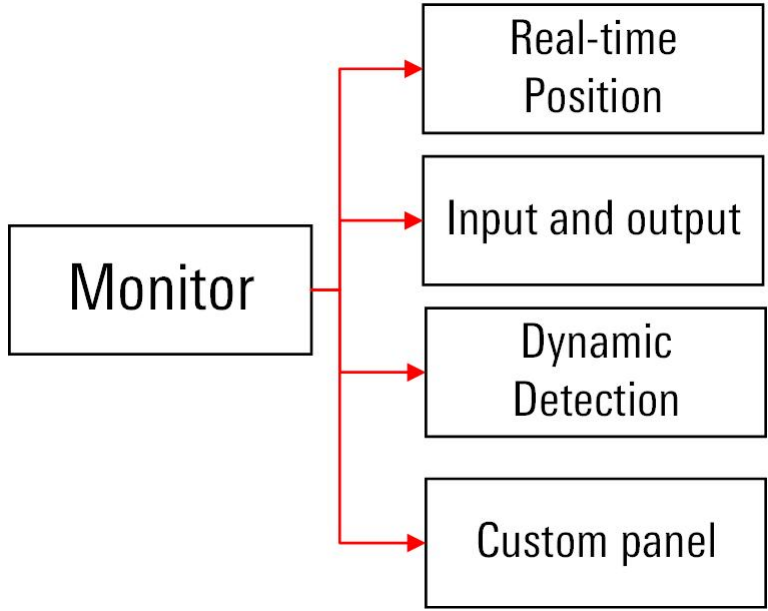 Real-time
Position
Input and output
Monitor
Dynamic
Detection
Custom panel